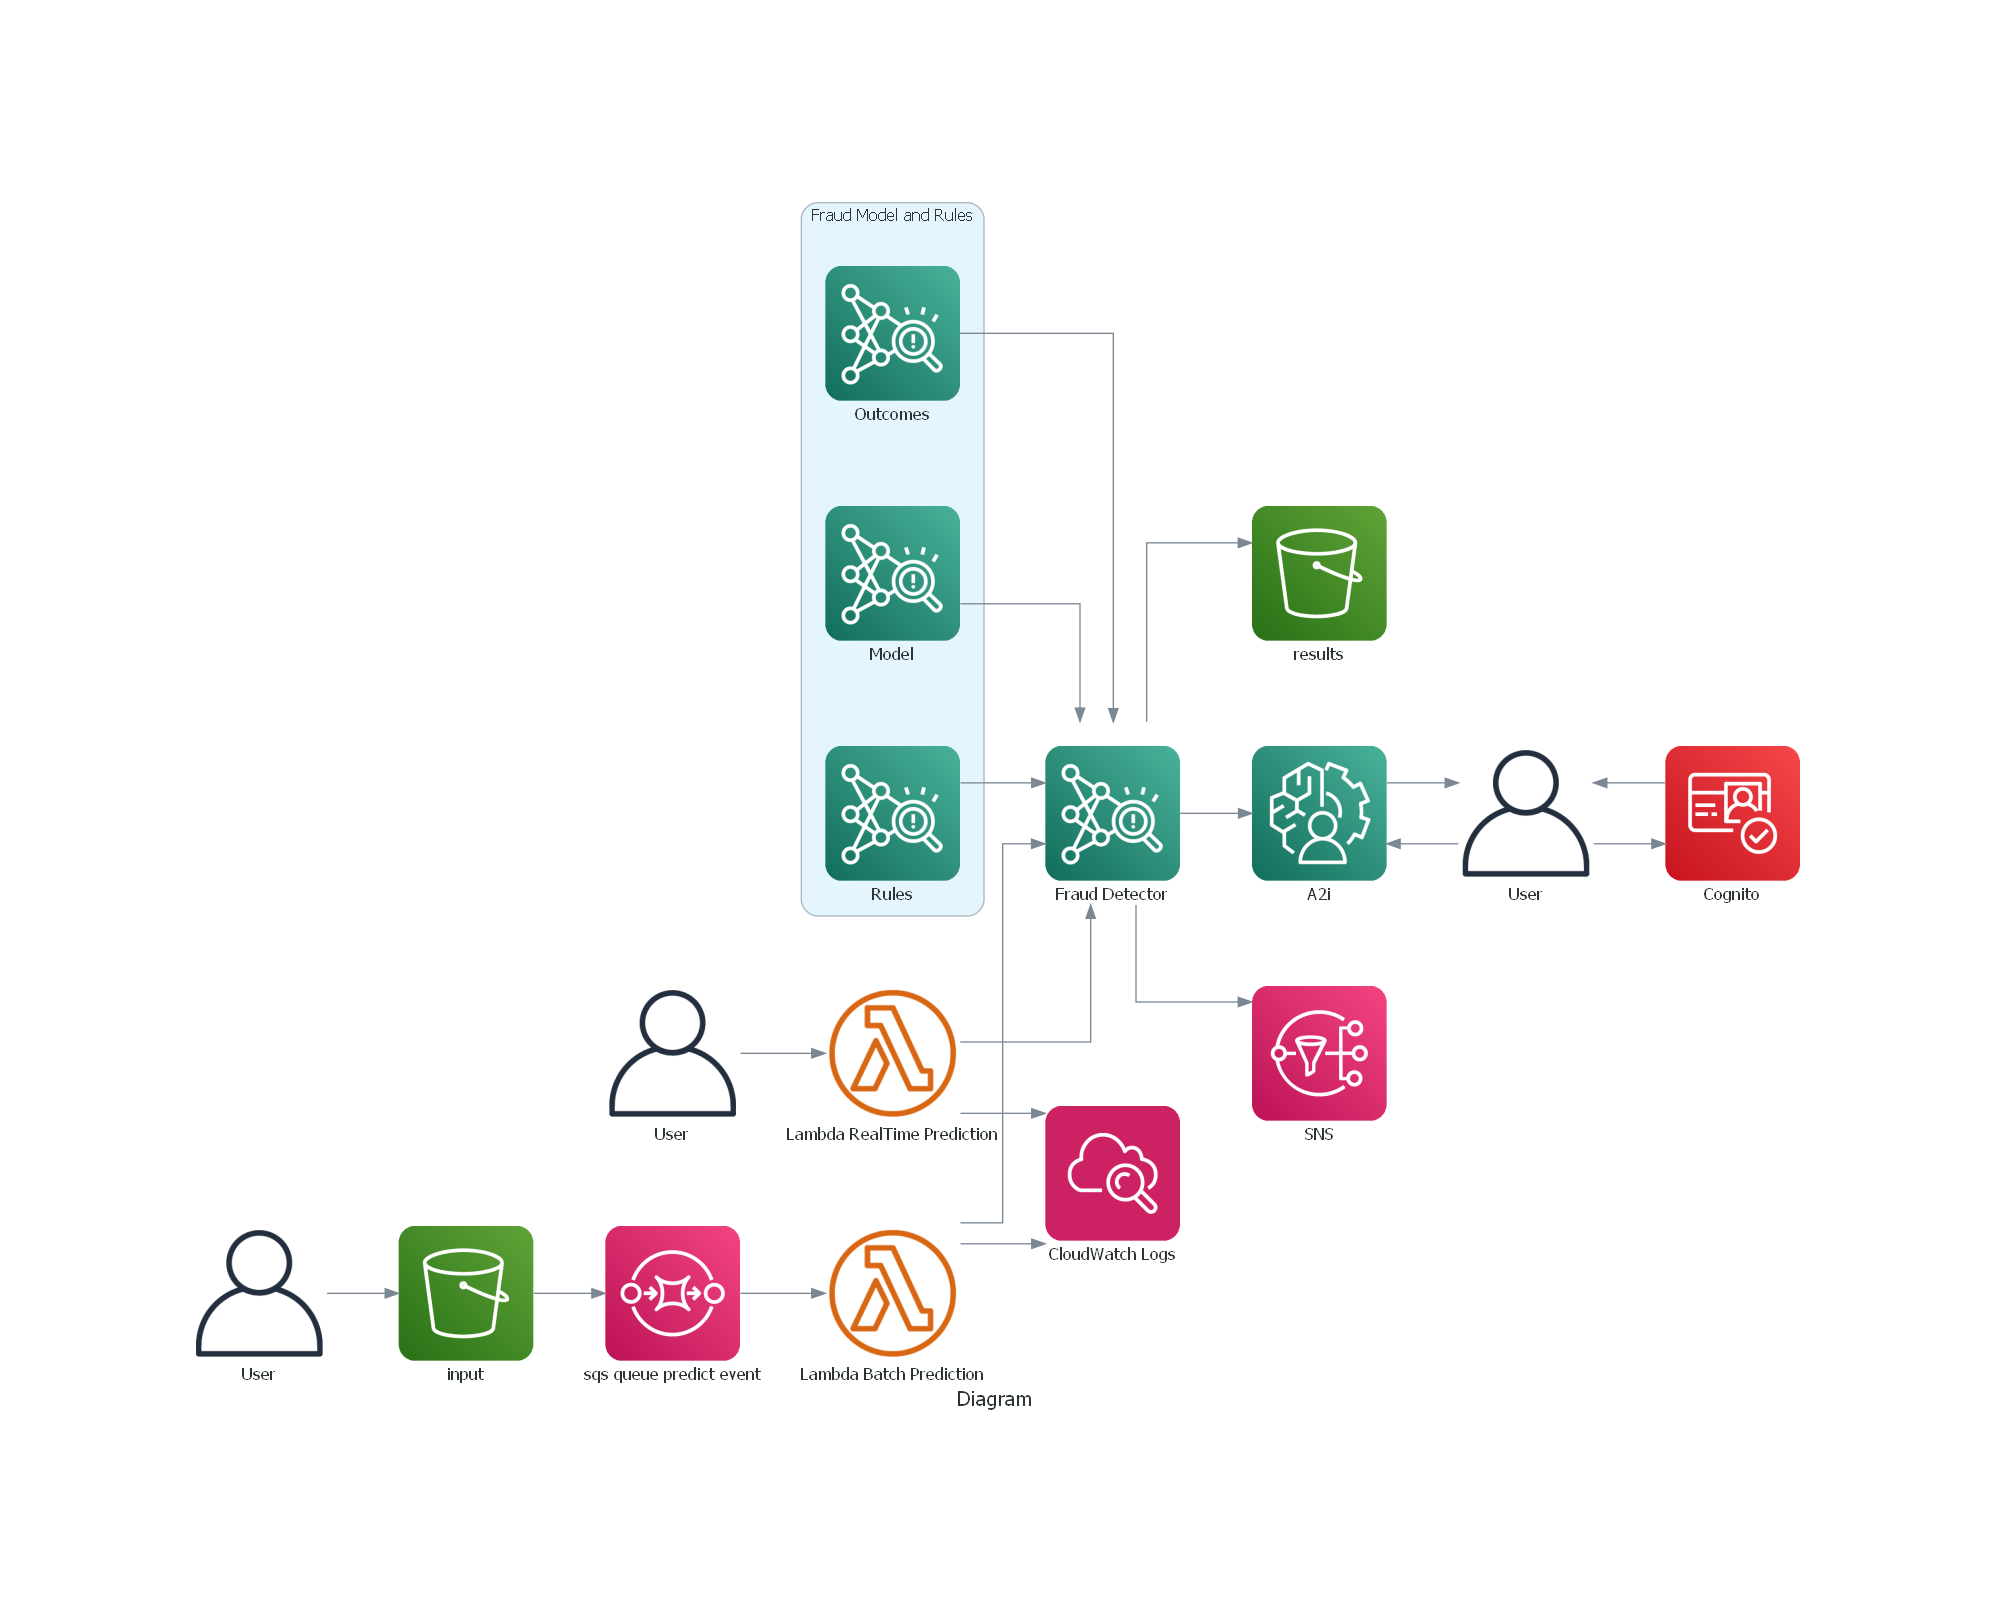 Fraud Model and Rules
Outcomes
Model
results
Rules
Fraud Detector
A2i
User
Cognito
User
Lambda RealTime Prediction
SNS
CloudWatch Logs
User
input
sqs queue predict event
Lambda Batch Prediction
Diagram